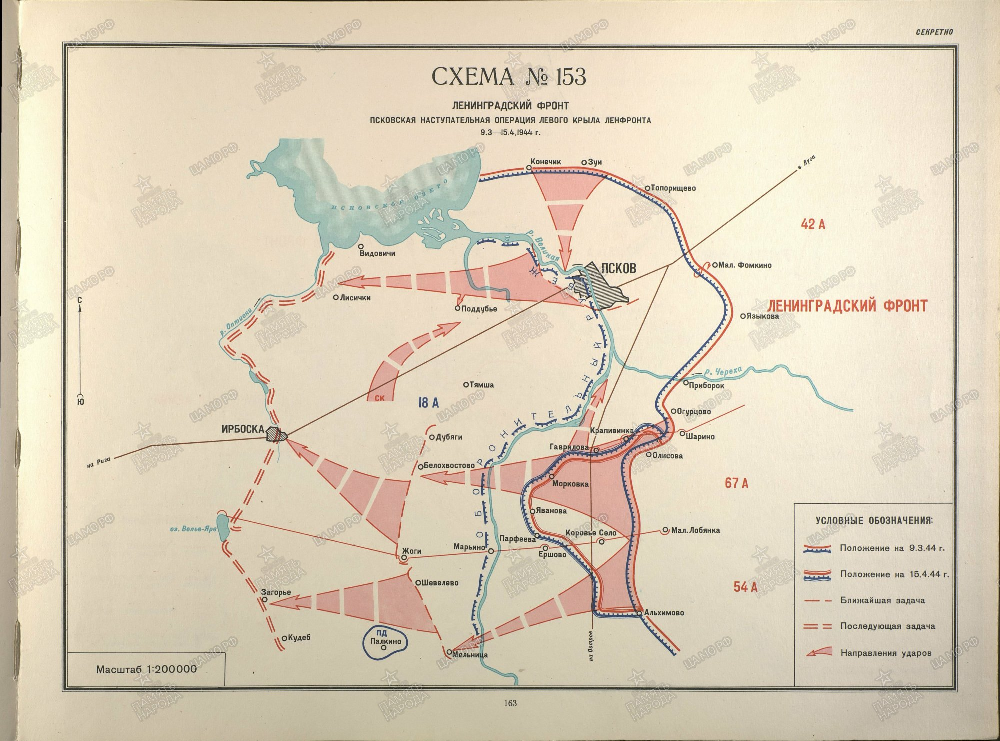 СЕКРЕТНО
СХЕМА № 153
ЛЕНИНГРАДСКИЙ ФРОНТ
ПСКОВСКАЯ НАСТУПАТЕЛЬНАЯ ОПЕРАЦИЯ ЛЕВОГО КРЫЛА ЛЕНФРОНТА
9.3—15.4.1944 г.
Конечик
Зуи
в Луга
Топорищево
ПСКОВСКОЕ ОЗЕРО
42 А
р. Великая
Видовичи
ПСКОВ
Мал. Фомкино
Лисички
Поддубье
ЛЕНИНГРАДСКИЙ ФРОНТ
Языкова
С
Ю
р. Оптиони
ОБОРОНИТЕЛЬНЫЙ РУБЕЖ
р. Череха
Приборок
Тямша
СК
18 А
Огурцово
ИРБОСКА
Крапивинка
Шарино
Дубяги
Гаврилова
Олисова
на Рига
Белохвостово
Морковка
67 А
Яванова
оз. Велье-Ярв
Парфеева
Коровье Село
Мал. Лобянка
Марьино
Ершово
Жоги
Шевелево
54 А
Загорье
Альхимово
Кудеб
ПД
Палкино
Мельница
на Остров
УСЛОВНЫЕ ОБОЗНАЧЕНИЯ:
Положение на 9.3.44 г.
Положение на 15.4.44 г.
Ближайшая задача
Последующая задача
Направления ударов
Масштаб 1:200000
163
ЦАМО.РФ
ПАМЯТЬ НАРОДА